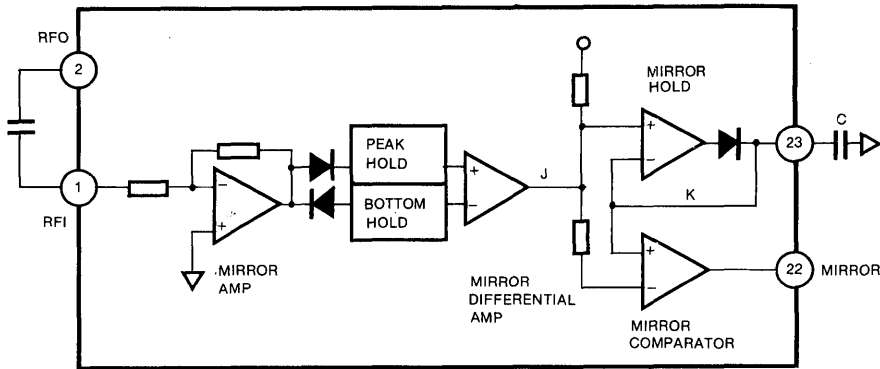 RFO
2
1
RFI
MIRROR
AMP
PEAK
HOLD
BOTTOM
HOLD
+
−
−
+
J
MIRROR
DIFFERENTIAL
AMP
MIRROR
HOLD
+
−
K
+
−
MIRROR
COMPARATOR
23
C
22
MIRROR